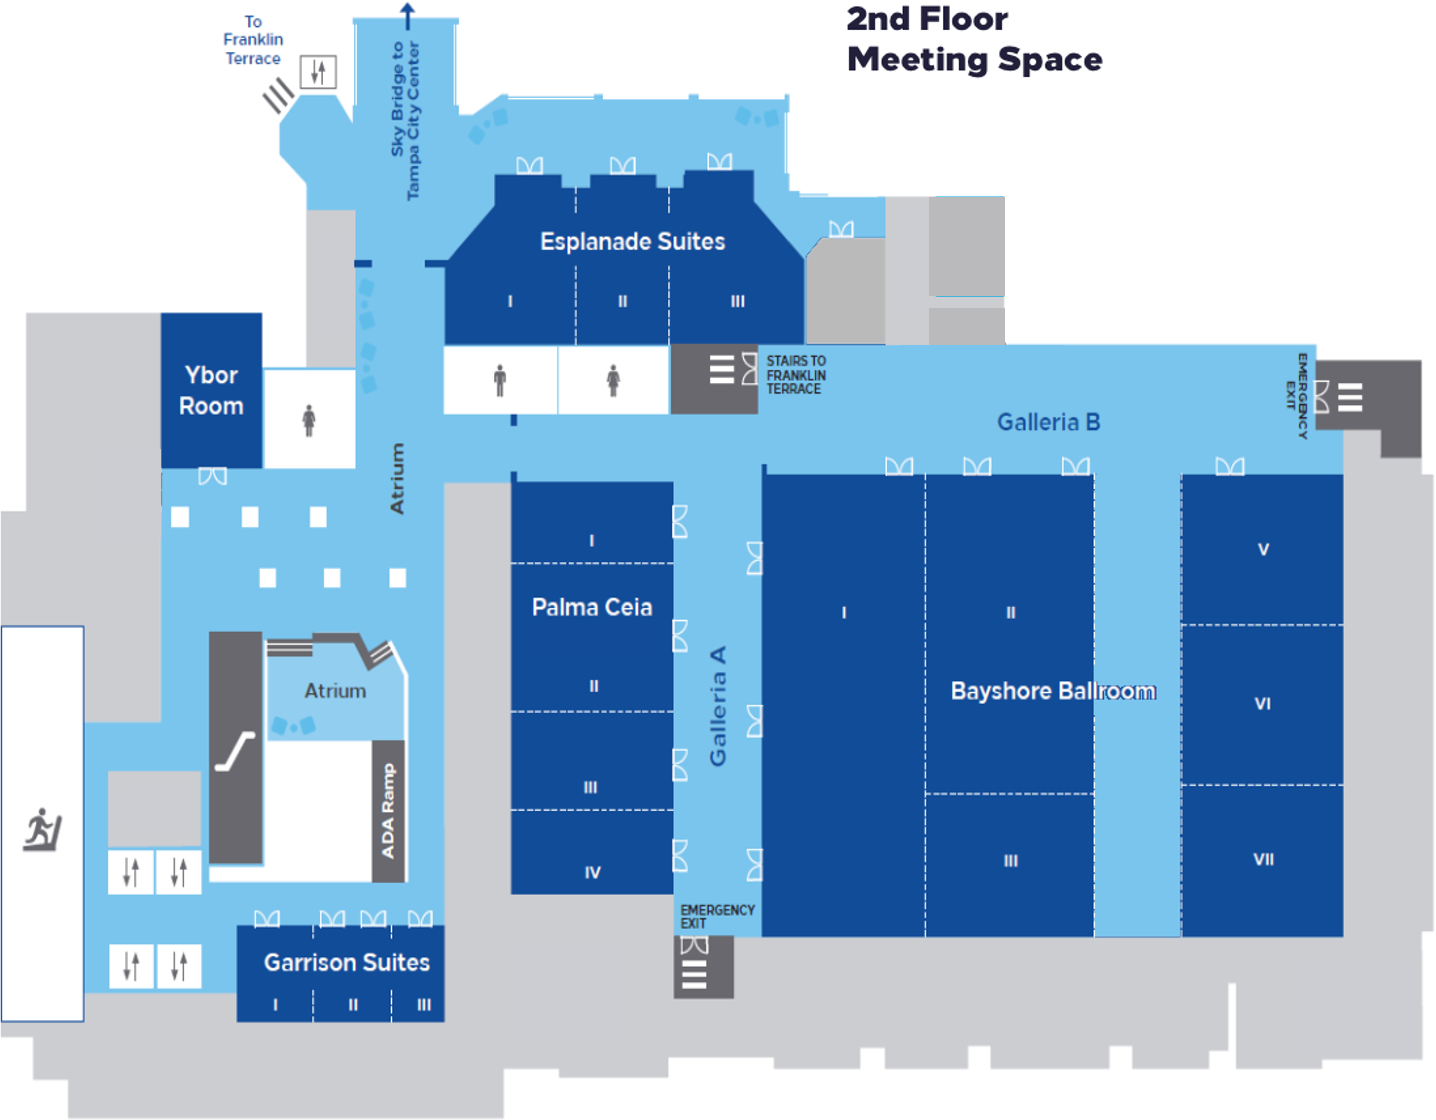 2nd Floor
Meeting Space
To
Franklin
Terrace
Sky Bridge to
Tampa City Center
Esplanade Suites
I
II
III
Ybor
Room
STAIRS TO
FRANKLIN
TERRACE
EMERGENCY
EXIT
Galleria B
Atrium
I
Palma Ceia
II
III
IV
Galleria A
I
II
Bayshore Ballroom
III
V
VI
VII
Atrium
ADA Ramp
EMERGENCY
EXIT
Garrison Suites
I
II
III